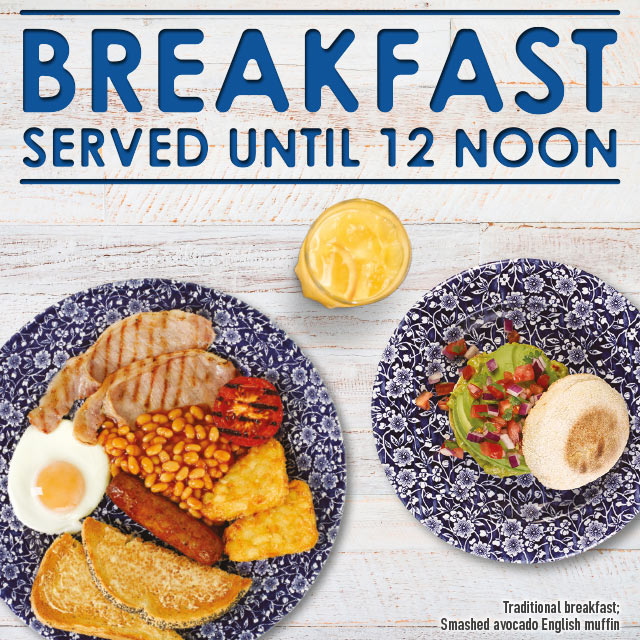 BREAKFAST
SERVED UNTIL 12 NOON
Traditional breakfast;
Smashed avocado English muffin